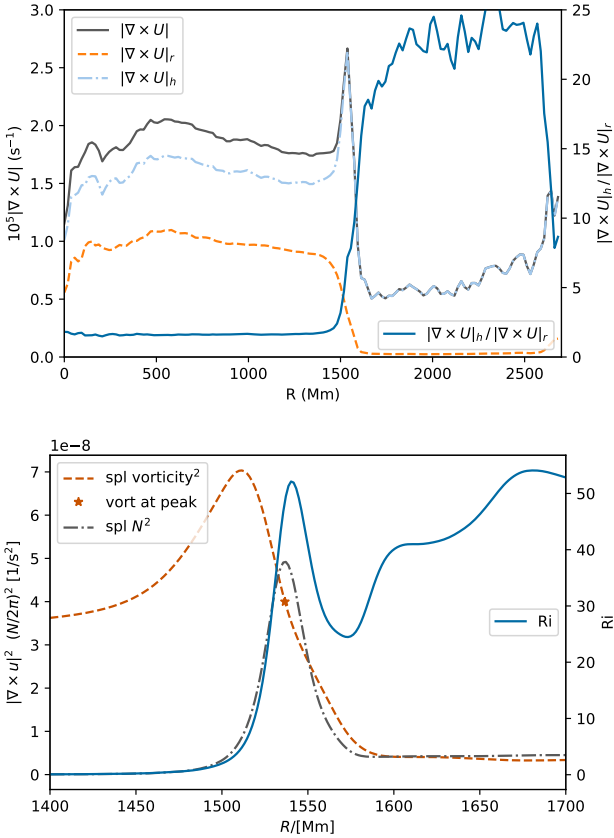 3.0
2.5
2.0
1.5
1.0
0.5
0.0
25
20
15
10
5
0
0 500 1000 1500 2000 2500
R (Mm)
10⁵|∇ × U| (s⁻¹)
|∇ × U|ₕ/|∇ × U|ᵣ
|∇ × U|
|∇ × U|ᵣ
|∇ × U|ₕ
|∇ × U|ₕ / |∇ × U|ᵣ
1e−8
7
6
5
4
3
2
1
0
50
40
30
20
10
0
1400 1450 1500 1550 1600 1650 1700
R/[Mm]
|∇ × u|² (N/2π)² [1/s²]
Ri
spl vorticity²
vort at peak
spl N²
Ri